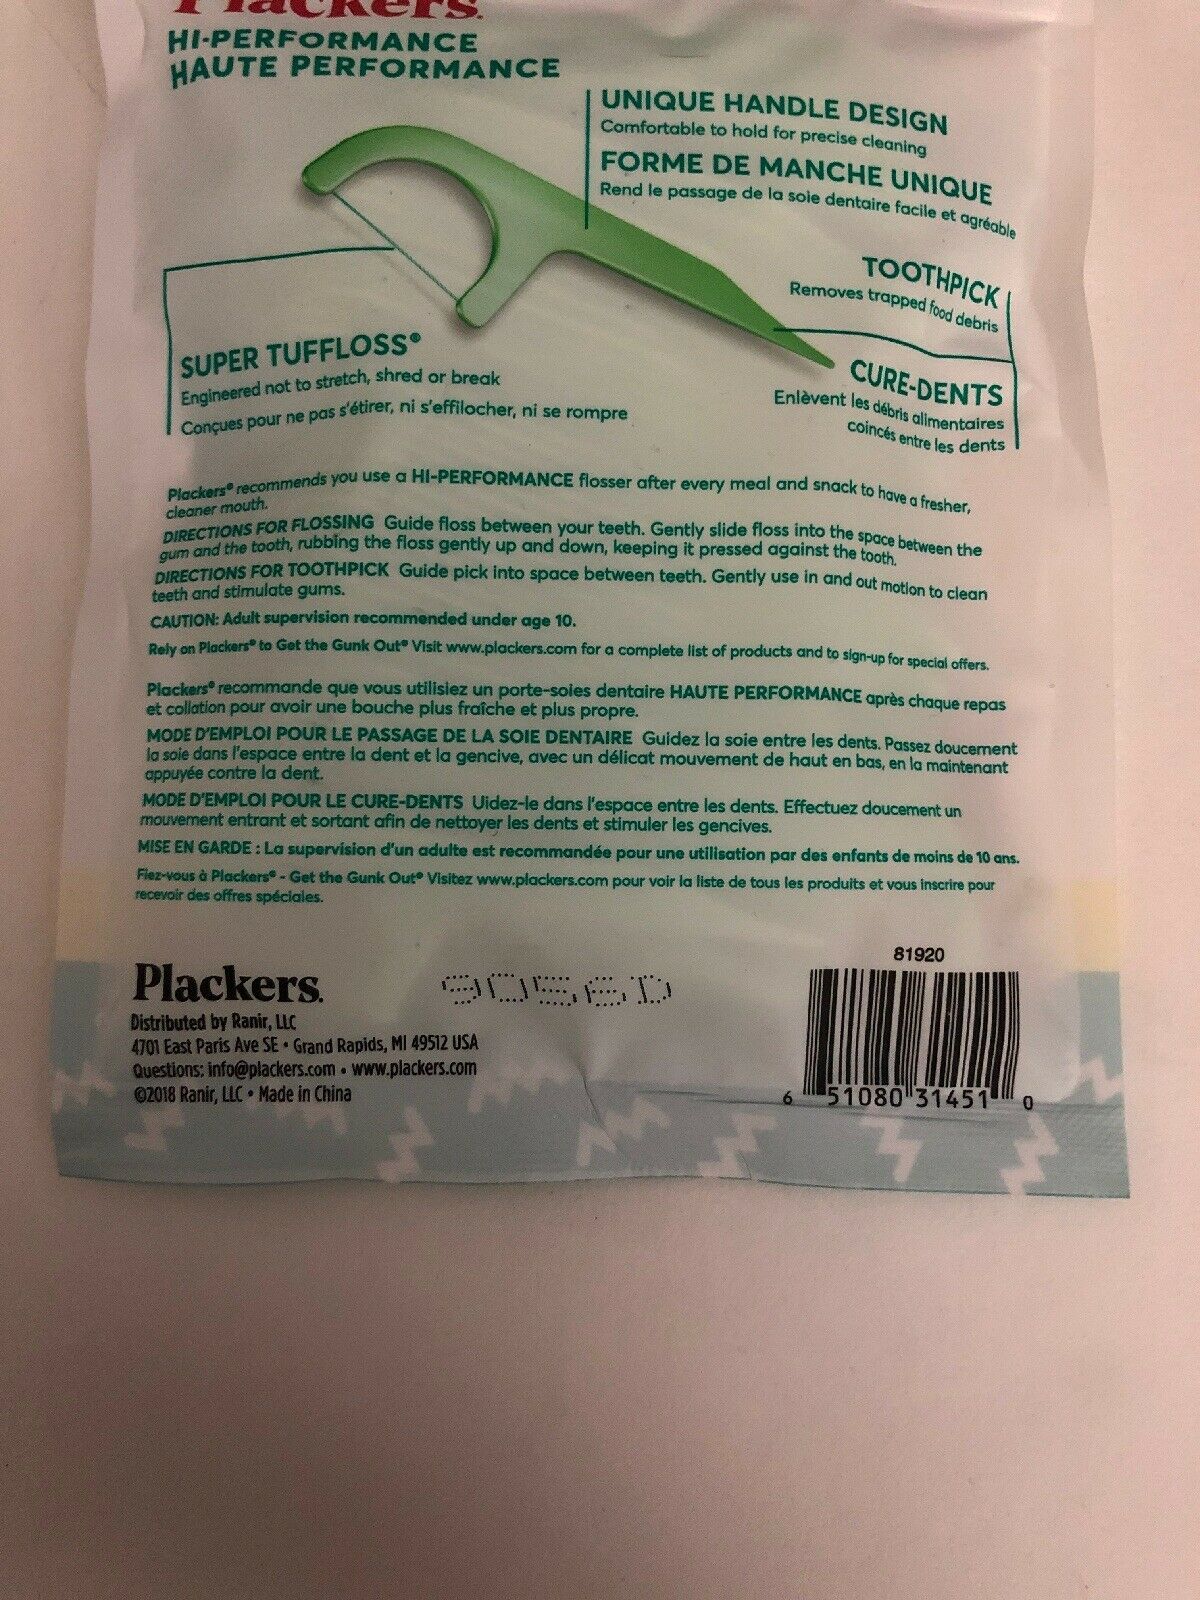 Plackers.
HI-PERFORMANCE
HAUTE PERFORMANCE
UNIQUE HANDLE DESIGN
Comfortable to hold for precise cleaning
FORME DE MANCHE UNIQUE
Rend le passage de la soie dentaire facile et agréable
TOOTHPICK
Removes trapped food debris
CURE-DENTS
Enlèvent les débris alimentaires
coincés entre les dents
SUPER TUFFLOSS®
Engineered not to stretch, shred or break
Conçues pour ne pas s'étirer, ni s'effilocher, ni se rompre
Plackers® recommends you use a HI-PERFORMANCE flosser after every meal and snack to have a fresher,
cleaner mouth.
DIRECTIONS FOR FLOSSING Guide floss between your teeth. Gently slide floss into the space between the
gum and the tooth, rubbing the floss gently up and down, keeping it pressed against the tooth.
DIRECTIONS FOR TOOTHPICK Guide pick into space between teeth. Gently use in and out motion to clean
teeth and stimulate gums.
CAUTION: Adult supervision recommended under age 10.
Rely on Plackers® to Get the Gunk Out® Visit www.plackers.com for a complete list of products and to sign-up for special offers.
Plackers® recommande que vous utilisiez un porte-soies dentaire HAUTE PERFORMANCE après chaque repas
et collation pour avoir une bouche plus fraîche et plus propre.
MODE D'EMPLOI POUR LE PASSAGE DE LA SOIE DENTAIRE Guidez la soie entre les dents. Passez doucement
la soie dans l'espace entre la dent et la gencive, avec un délicat mouvement de haut en bas, en la maintenant
appuyée contre la dent.
MODE D'EMPLOI POUR LE CURE-DENTS Uidez-le dans l'espace entre les dents. Effectuez doucement un
mouvement entrant et sortant afin de nettoyer les dents et stimuler les gencives.
MISE EN GARDE : La supervision d'un adulte est recommandée pour une utilisation par des enfants de moins de 10 ans.
Fiez-vous à Plackers® - Get the Gunk Out® Visitez www.plackers.com pour voir la liste de tous les produits et vous inscrire pour
recevoir des offres spéciales.
Plackers.
Distributed by Ranir, LLC
4701 East Paris Ave SE • Grand Rapids, MI 49512 USA
Questions: info@plackers.com • www.plackers.com
©2018 Ranir, LLC • Made in China
9056D
81920
6 51080 31451 0